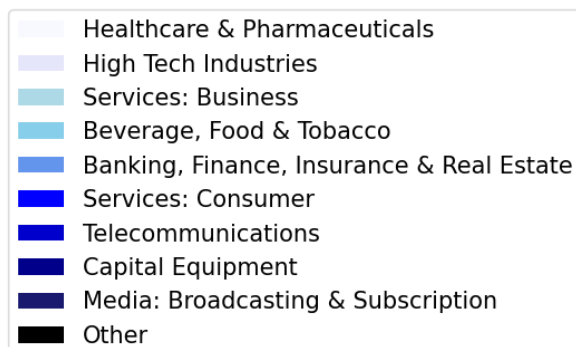 Healthcare & Pharmaceuticals
High Tech Industries
Services: Business
Beverage, Food & Tobacco
Banking, Finance, Insurance & Real Estate
Services: Consumer
Telecommunications
Capital Equipment
Media: Broadcasting & Subscription
Other